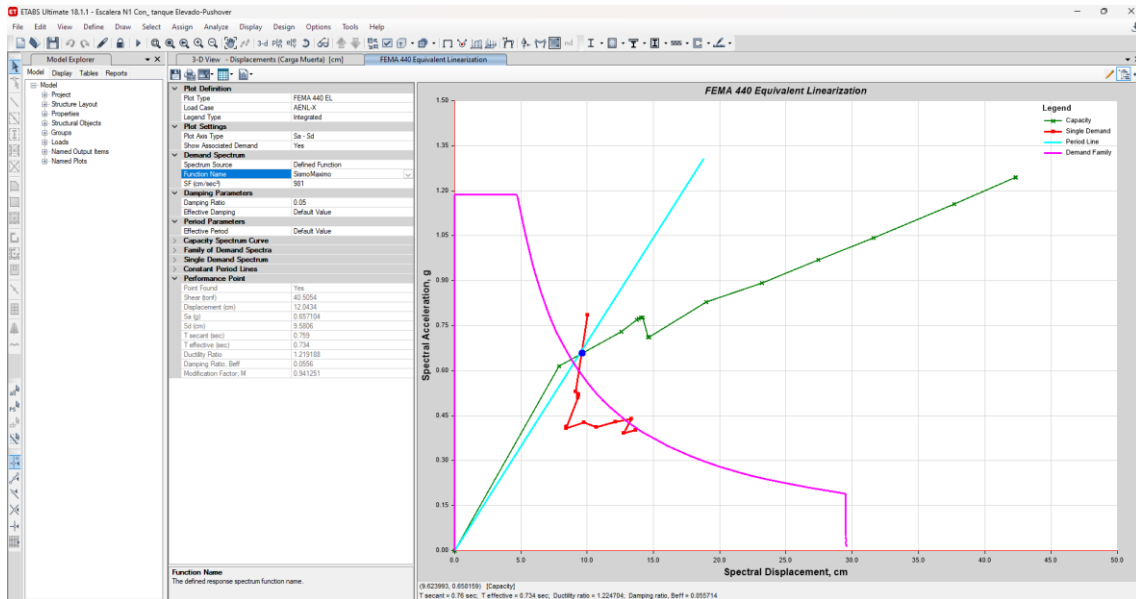 ETABS Ultimate 18.1.1 - Escalera N1 Con_ tanque Elevado-Pushover
File Edit View Define Draw Select Assign Analyze Display Design Options Tools Help
Model Explorer
3-D View - Displacements (Carga Muerta) [cm]
FEMA 440 Equivalent Linearization
Model Display Tables Reports
Model
Project
Structure Layout
Properties
Structural Objects
Groups
Loads
Named Output Items
Named Plots
Plot Definition
Plot Type FEMA 440 EL
Load Case AENL-X
Legend Type Integrated
Plot Settings
Plot Axis Type Sa - Sd
Show Associated Demand Yes
Demand Spectrum
Spectrum Source Defined Function
Function Name SismoMaximo
SF (cm/sec²) 981
Damping Parameters
Damping Ratio 0.05
Effective Damping Default Value
Period Parameters
Effective Period Default Value
Capacity Spectrum Curve
Family of Demand Spectra
Single Demand Spectrum
Constant Period Lines
Performance Point
Point Found Yes
Shear (tonf) 40.5054
Displacement (cm) 12.0434
Sa (g) 0.657104
Sd (cm) 9.5806
T secant (sec) 0.759
T effective (sec) 0.734
Ductility Ratio 1.219188
Damping Ratio, Beff 0.0556
Modification Factor, M 0.941251
Function Name
The defined response spectrum function name.
FEMA 440 Equivalent Linearization
Legend
Capacity
Single Demand
Period Line
Demand Family
Spectral Acceleration, g
1.50
1.35
1.20
1.05
0.90
0.75
0.60
0.45
0.30
0.15
0.00
0.0 5.0 10.0 15.0 20.0 25.0 30.0 35.0 40.0 45.0 50.0
Spectral Displacement, cm
(9.623993, 0.658159) [Capacity]
T secant = 0.76 sec; T effective = 0.734 sec; Ductility ratio = 1.224704; Damping ratio, Beff = 0.055714